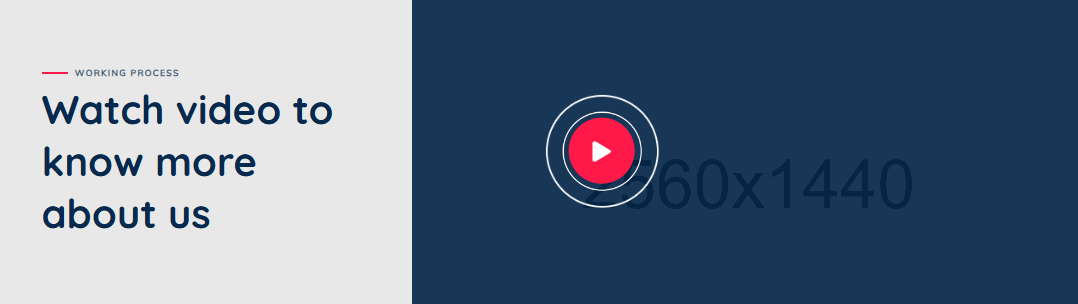 WORKING PROCESS
Watch video to
know more
about us
2560x1440